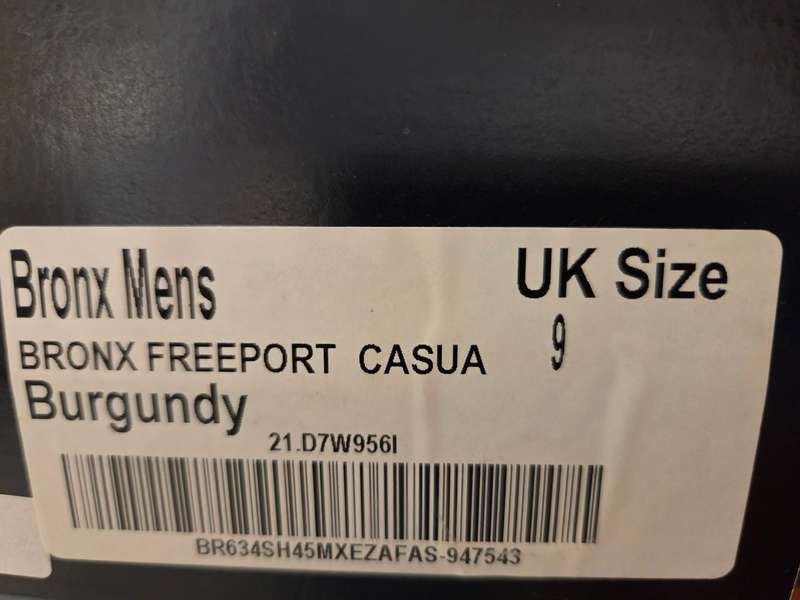 Bronx Mens
UK Size
BRONX FREEPORT CASUA
9
Burgundy
21.D7W956I
BR634SH45MXEZAFAS-947543